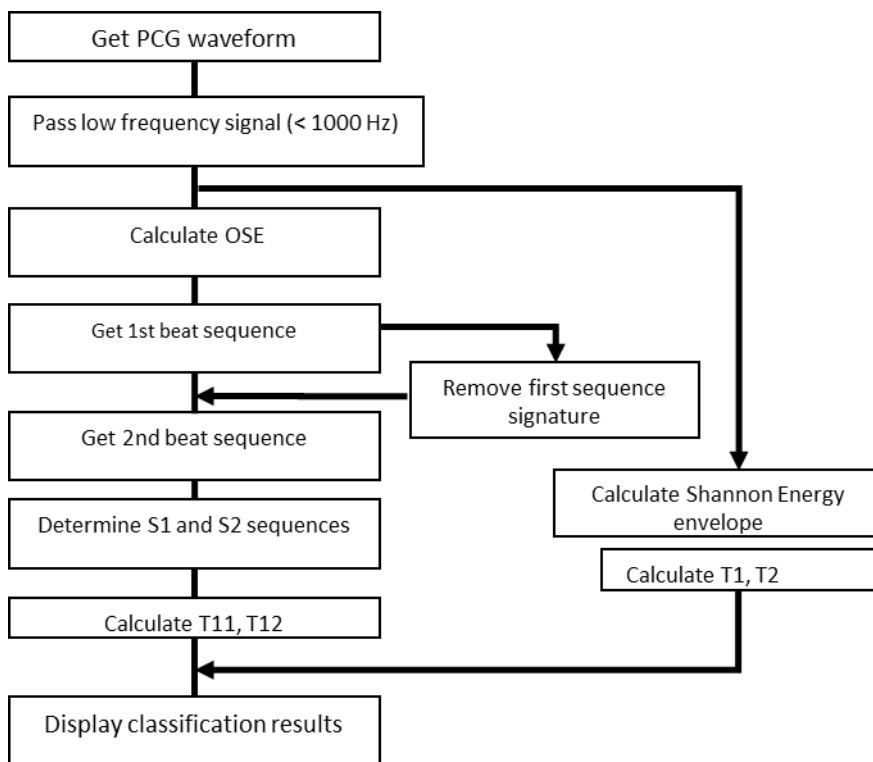 Get PCG waveform
Pass low frequency signal (< 1000 Hz)
Calculate OSE
Get 1st beat sequence
Remove first sequence
signature
Get 2nd beat sequence
Calculate Shannon Energy
envelope
Determine S1 and S2 sequences
Calculate T1, T2
Calculate T11, T12
Display classification results